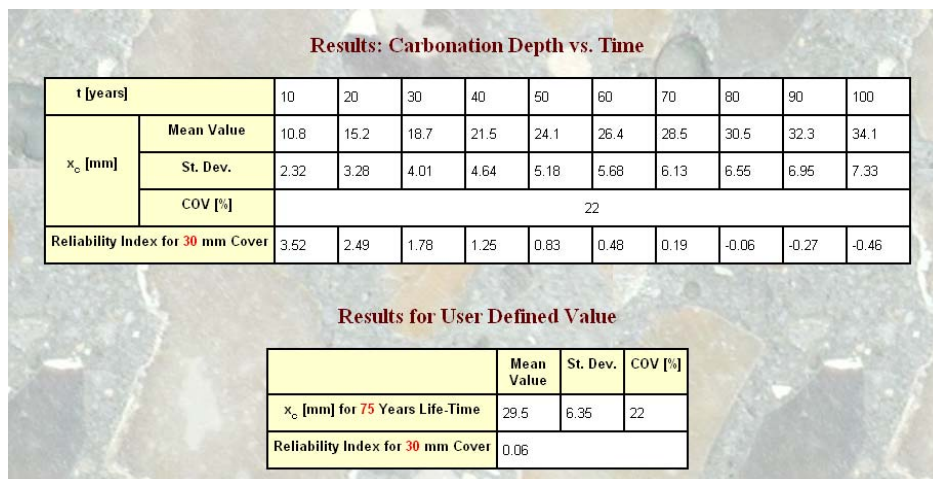 Results: Carbonation Depth vs. Time
t [years] 10 20 30 40 50 60 70 80 90 100
x_c [mm] Mean Value 10.8 15.2 18.7 21.5 24.1 26.4 28.5 30.5 32.3 34.1
St. Dev. 2.32 3.28 4.01 4.64 5.18 5.68 6.13 6.55 6.95 7.33
COV [%] 22
Reliability Index for 30 mm Cover 3.52 2.49 1.78 1.25 0.83 0.48 0.19 -0.06 -0.27 -0.46
Results for User Defined Value
Mean Value St. Dev. COV [%]
x_c [mm] for 75 Years Life-Time 29.5 6.35 22
Reliability Index for 30 mm Cover 0.06